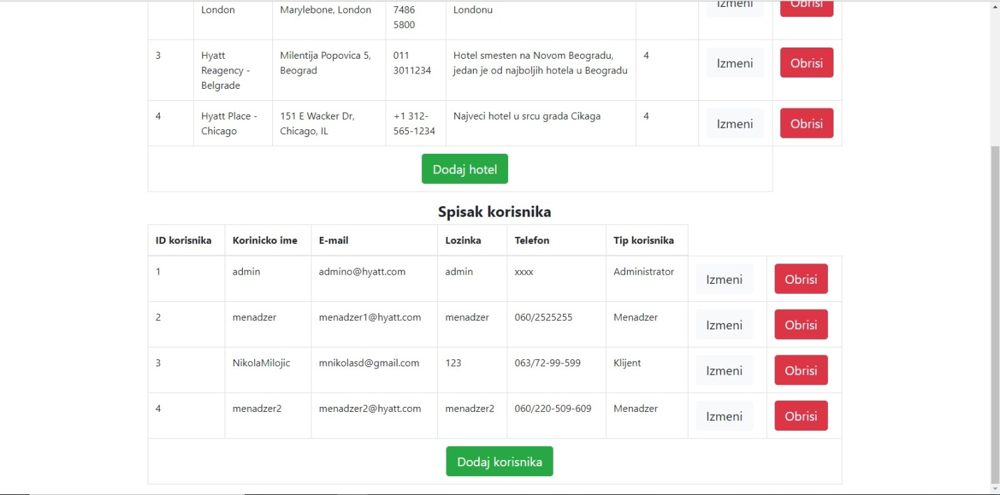 London Marylebone, London 7486 Londonu Izmeni Obrisi
5800
3 Hyatt Milentija Popovica 5, 011 Hotel smesten na Novom Beogradu, 4 Izmeni Obrisi
Reagency - Beograd 3011234 jedan je od najboljih hotela u Beogradu
Belgrade
4 Hyatt Place - 151 E Wacker Dr, +1 312- Najveci hotel u srcu grada Cikaga 4 Izmeni Obrisi
Chicago Chicago, IL 565-1234
Dodaj hotel
Spisak korisnika
ID korisnika Korinicko ime E-mail Lozinka Telefon Tip korisnika
1 admin admino@hyatt.com admin xxxx Administrator Izmeni Obrisi
2 menadzer menadzer1@hyatt.com menadzer 060/2525255 Menadzer Izmeni Obrisi
3 NikolaMilojic mnikolasd@gmail.com 123 063/72-99-599 Klijent Izmeni Obrisi
4 menadzer2 menadzer2@hyatt.com menadzer2 060/220-509-609 Menadzer Izmeni Obrisi
Dodaj korisnika